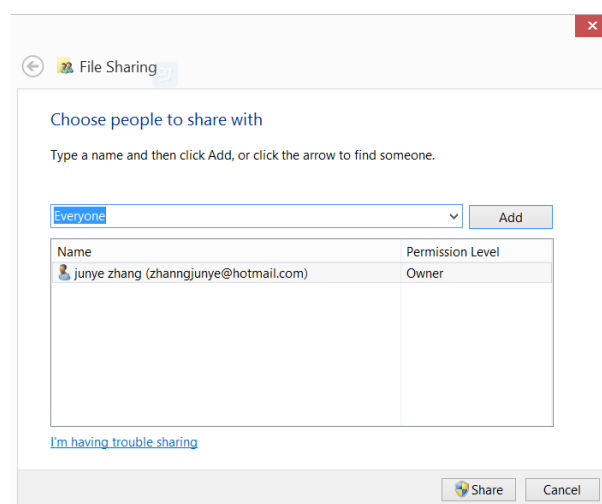 File Sharing
Choose people to share with
Type a name and then click Add, or click the arrow to find someone.
Everyone
Add
Name Permission Level
junye zhang (zhanngjunye@hotmail.com) Owner
I'm having trouble sharing
Share Cancel